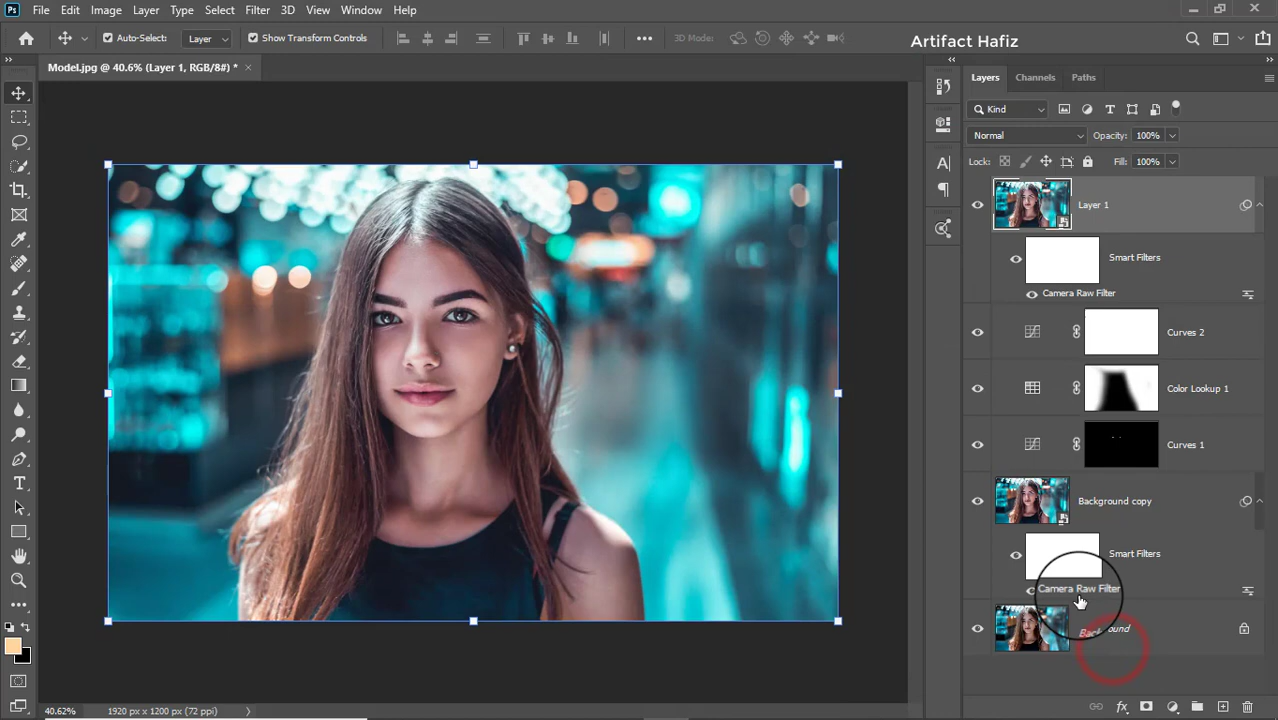 Ps File Edit Image Layer Type Select Filter 3D View Window Help
Auto-Select: Layer Show Transform Controls 3D Mode: Artifact Hafiz
Model.jpg @ 40.6% (Layer 1, RGB/8#) * ×
Layers Channels Paths
Kind
Normal Opacity: 100%
Lock: Fill: 100%
Layer 1
Smart Filters
Camera Raw Filter
Curves 2
Color Lookup 1
Curves 1
Background copy
Smart Filters
Camera Raw Filter
Background
40.62% 1920 px x 1200 px (72 ppi)